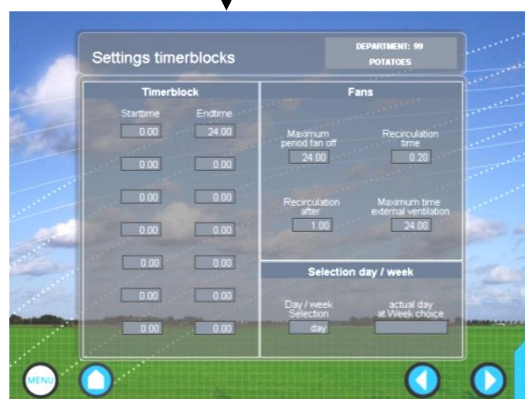 Settings timerblocks
DEPARTMENT: 99
POTATOES
Timerblock
Starttime Endtime
0.00 24.00
0.00 0.00
0.00 0.00
0.00 0.00
0.00 0.00
0.00 0.00
0.00 0.00
Fans
Maximum
period fan off
24.00
Recirculation
time
0.20
Recirculation
after
1.00
Maximum time
external ventilation
24.00
Selection day / week
Day / week
Selection
day
actual day
at Week choice
MENU